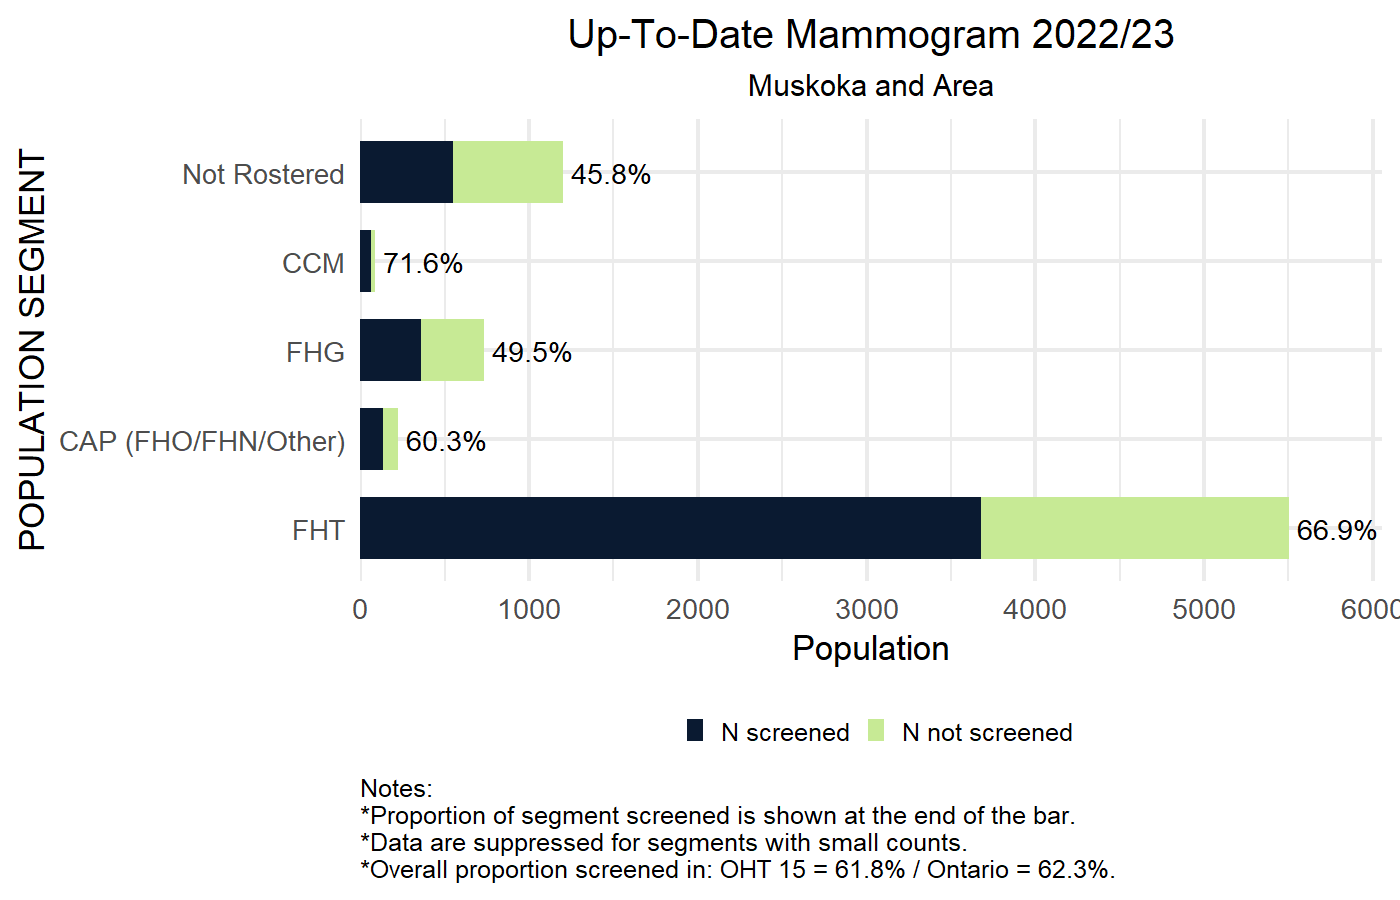 Up-To-Date Mammogram 2022/23
Muskoka and Area
POPULATION SEGMENT
Not Rostered
45.8%
CCM
71.6%
FHG
49.5%
CAP (FHO/FHN/Other)
60.3%
FHT
66.9%
0 1000 2000 3000 4000 5000 6000
Population
N screened N not screened
Notes:
*Proportion of segment screened is shown at the end of the bar.
*Data are suppressed for segments with small counts.
*Overall proportion screened in: OHT 15 = 61.8% / Ontario = 62.3%.